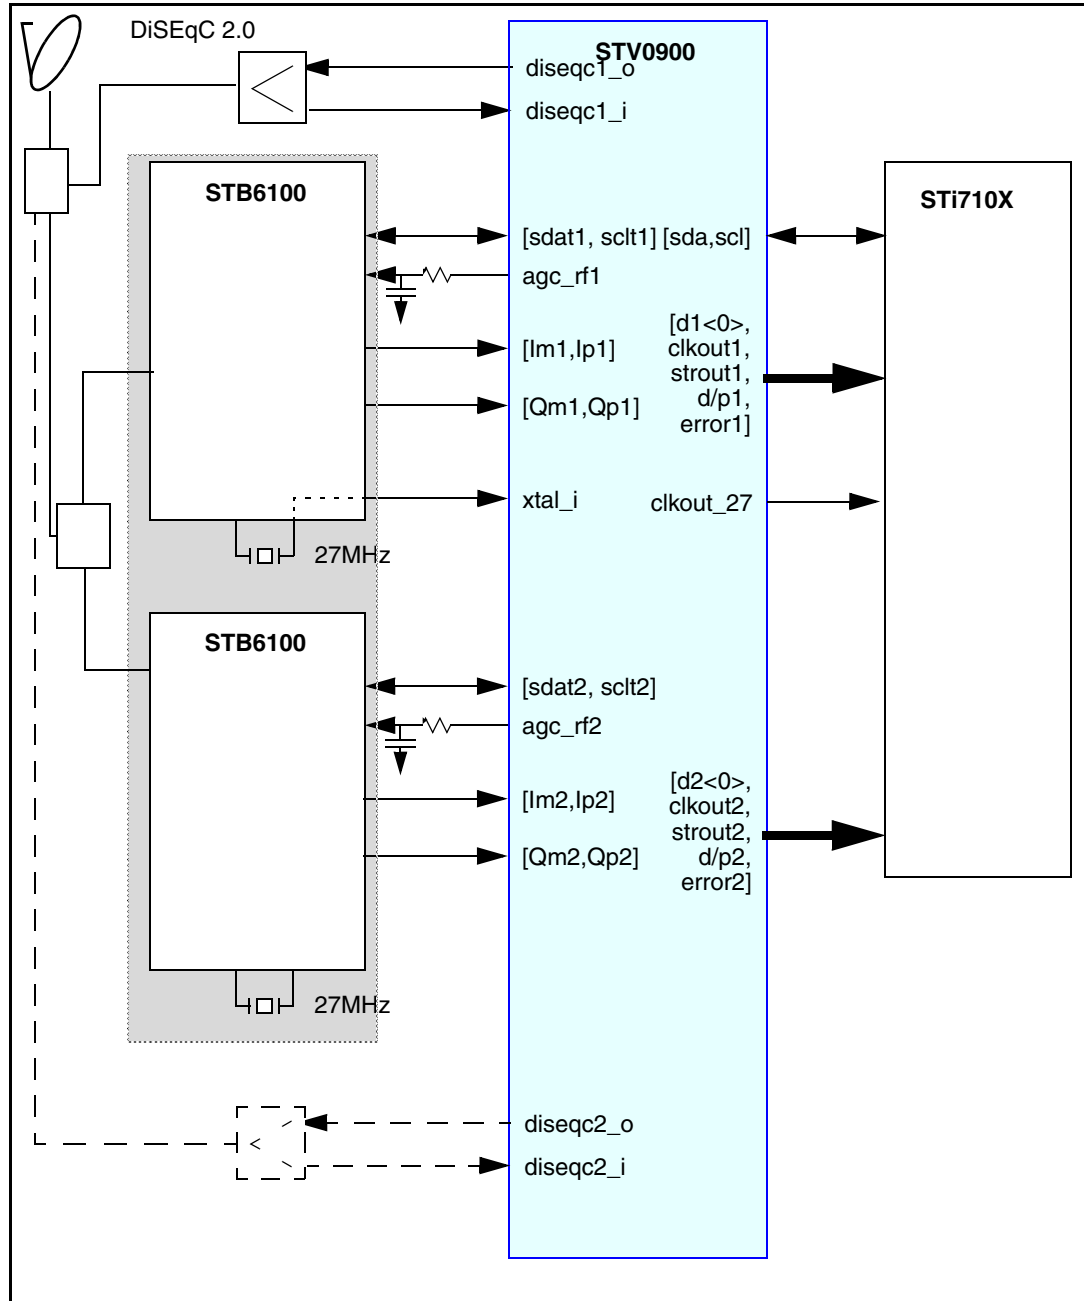 DiSEqC 2.0
STV0900
diseqc1_o
diseqc1_i
STB6100
STi710X
[sdat1, sclt1] [sda,scl]
agc_rf1
[d1<0>,
clkout1,
strout1,
d/p1,
error1]
[Im1,Ip1]
[Qm1,Qp1]
xtal_i
clkout_27
27MHz
STB6100
[sdat2, sclt2]
agc_rf2
[d2<0>,
clkout2,
strout2,
d/p2,
error2]
[Im2,Ip2]
[Qm2,Qp2]
27MHz
diseqc2_o
diseqc2_i